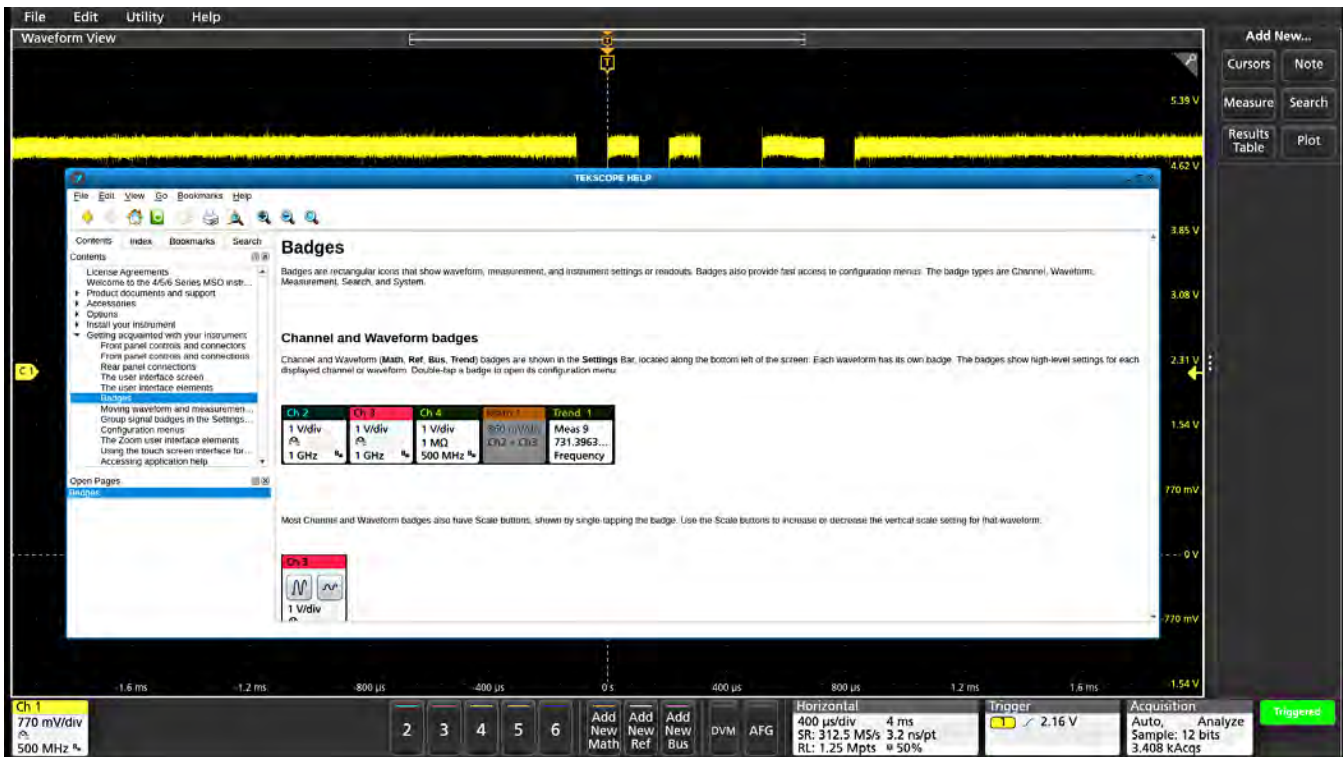 File Edit Utility Help
Waveform View
Add New...
Cursors Note
Measure Search
Results Table Plot
T
T
5.39 V
4.62 V
3.85 V
3.08 V
2.31 V
1.54 V
770 mV
0 V
-770 mV
-1.54 V
C1
TEKSCOPE HELP
File Edit View Go Bookmarks Help
Contents Index Bookmarks Search
Contents
License Agreements
Welcome to the 4/5/6 Series MSO instr...
Product documents and support
Accessories
Options
Install your instrument
Getting acquainted with your instrument
Front panel controls and connectors
Front panel controls and connections
Rear panel connections
The user interface screen
The user interface elements
Badges
Moving waveform and measuremen...
Group signal badges in the Settings...
Configuration menus
The Zoom user interface elements
Using the touch screen interface for...
Accessing application help
Open Pages
Badges
Badges
Badges are rectangular icons that show waveform, measurement, and instrument settings or readouts. Badges also provide fast access to configuration menus. The badge types are Channel, Waveform,
Measurement, Search, and System.
Channel and Waveform badges
Channel and Waveform (Math, Ref, Bus, Trend) badges are shown in the Settings Bar, located along the bottom left of the screen. Each waveform has its own badge. The badges show high-level settings for each
displayed channel or waveform. Double-tap a badge to open its configuration menu.
Ch 2 Ch 3 Ch 4 Math 1 Trend 1
1 V/div 1 V/div 1 V/div Meas 9
1 MΩ Ch2 + Ch3 731.3963...
1 GHz 1 GHz 500 MHz Frequency
Most Channel and Waveform badges also have Scale buttons, shown by single-tapping the badge. Use the Scale buttons to increase or decrease the vertical scale setting for that waveform.
Ch 3
1 V/div
-1.6 ms -1.2 ms -800 µs -400 µs 0 s 400 µs 800 µs 1.2 ms 1.6 ms
Ch 1
770 mV/div
500 MHz
2 3 4 5 6
Add New Math
Add New Ref
Add New Bus
DVM AFG
Horizontal
400 µs/div 4 ms
SR: 312.5 MS/s 3.2 ns/pt
RL: 1.25 Mpts 50%
Trigger
1 2.16 V
Acquisition
Auto, Analyze
Sample: 12 bits
3.408 kAcqs
Triggered